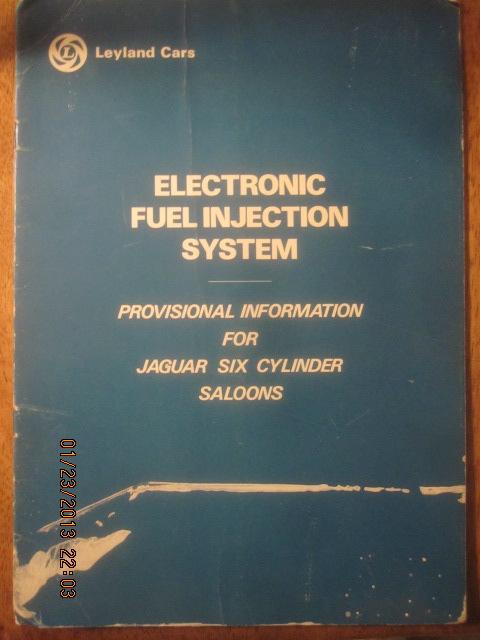 L Leyland Cars
ELECTRONIC
FUEL INJECTION
SYSTEM
PROVISIONAL INFORMATION
FOR
JAGUAR SIX CYLINDER
SALOONS
01/23/2013 22:03